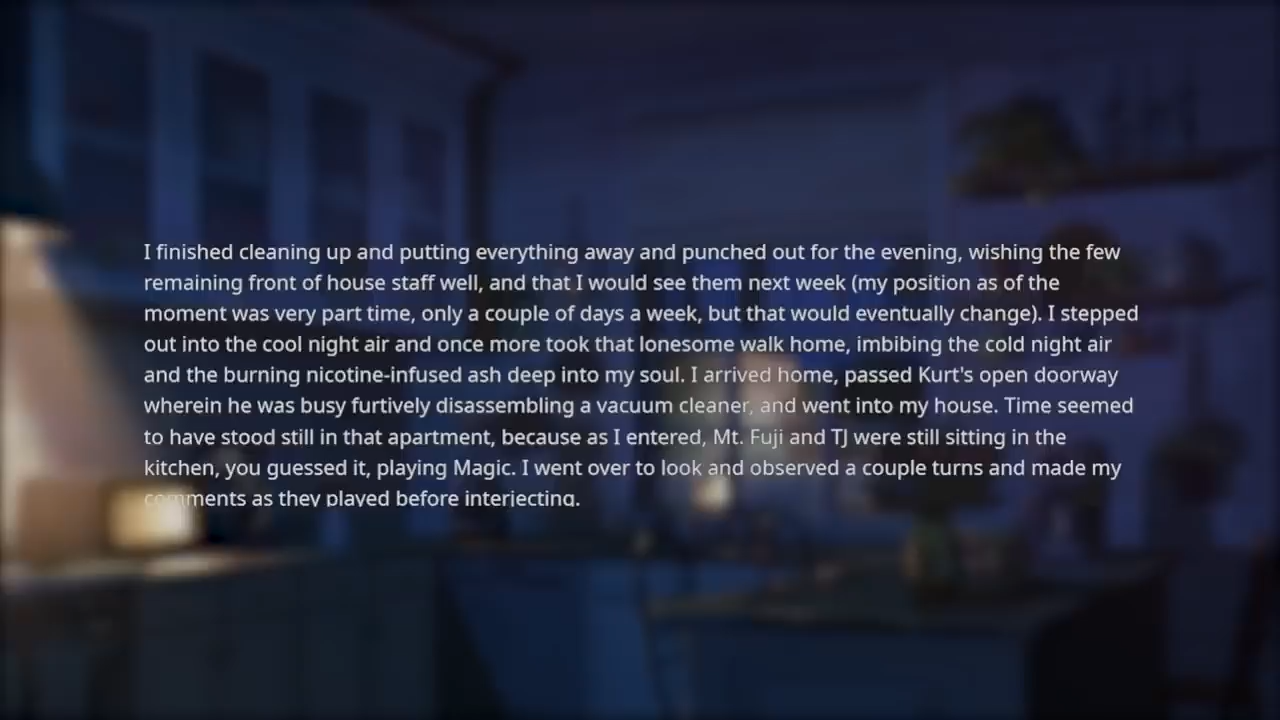 I finished cleaning up and putting everything away and punched out for the evening, wishing the few
remaining front of house staff well, and that I would see them next week (my position as of the
moment was very part time, only a couple of days a week, but that would eventually change). I stepped
out into the cool night air and once more took that lonesome walk home, imbibing the cold night air
and the burning nicotine-infused ash deep into my soul. I arrived home, passed Kurt's open doorway
wherein he was busy furtively disassembling a vacuum cleaner, and went into my house. Time seemed
to have stood still in that apartment, because as I entered, Mt. Fuji and TJ were still sitting in the
kitchen, you guessed it, playing Magic. I went over to look and observed a couple turns and made my
comments as they played before interjecting.